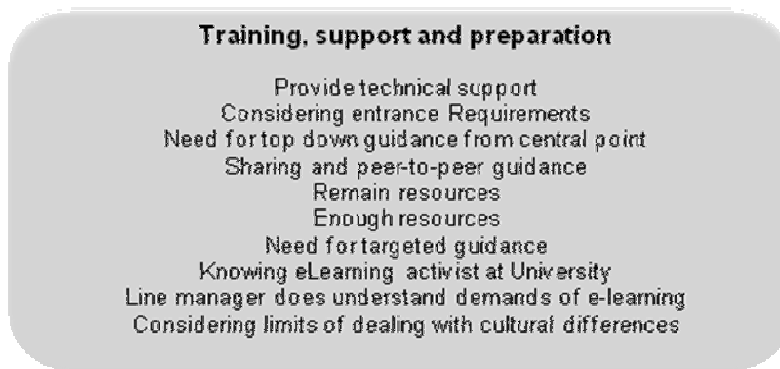 Training, support and preparation
Provide technical support
Considering entrance Requirements
Need for top down guidance from central point
Sharing and peer-to-peer guidance
Remain resources
Enough resources
Need for targeted guidance
Knowing eLearning activist at University
Line manager does understand demands of e-learning
Considering limits of dealing with cultural differences